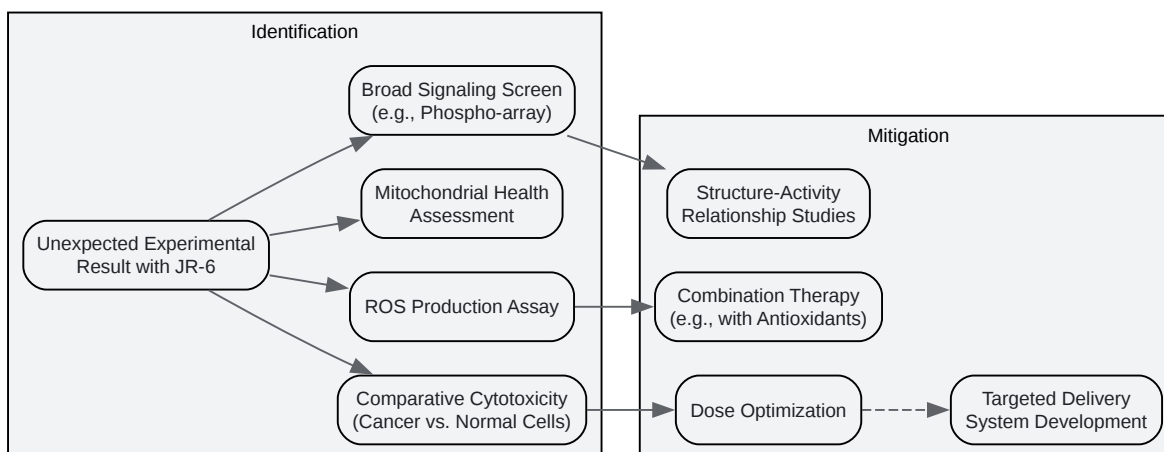 Identification
Broad Signaling Screen
(e.g., Phospho-array)
Mitochondrial Health
Assessment
Unexpected Experimental
Result with JR-6
ROS Production Assay
Comparative Cytotoxicity
(Cancer vs. Normal Cells)
Mitigation
Structure-Activity
Relationship Studies
Combination Therapy
(e.g., with Antioxidants)
Dose Optimization
Targeted Delivery
System Development